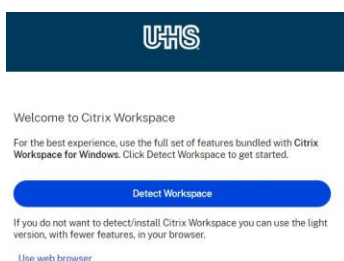 UHS
Welcome to Citrix Workspace
For the best experience, use the full set of features bundled with Citrix
Workspace for Windows. Click Detect Workspace to get started.
Detect Workspace
If you do not want to detect/install Citrix Workspace you can use the light
version, with fewer features, in your browser.
Use web browser